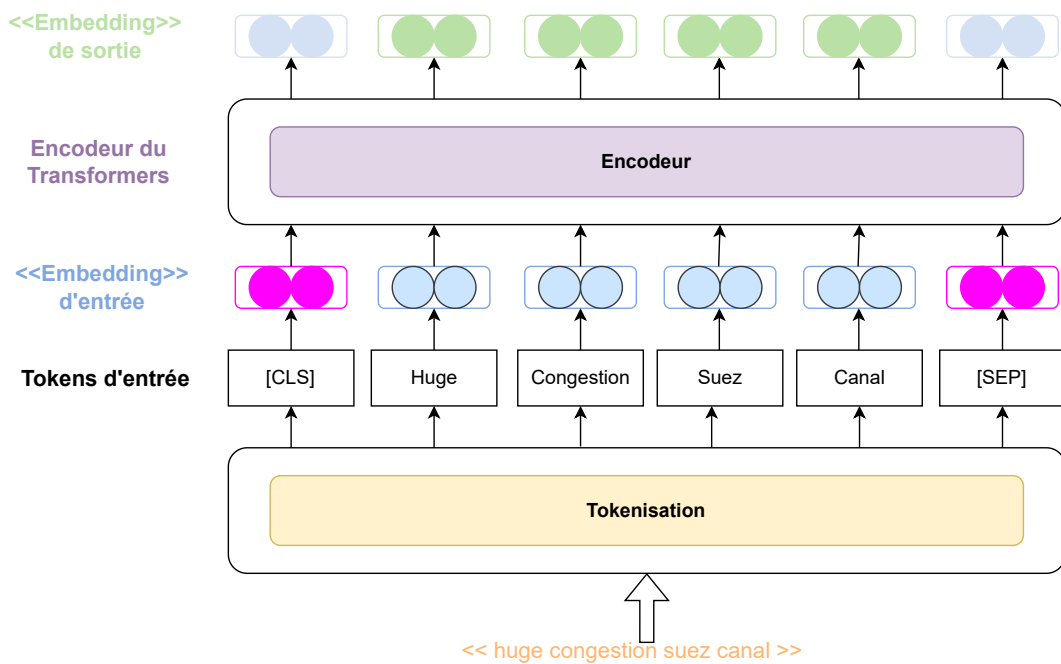 <<Embedding>>
de sortie
Encodeur du
Transformers
Encodeur
<<Embedding>>
d'entrée
Tokens d'entrée
[CLS]
Huge
Congestion
Suez
Canal
[SEP]
Tokenisation
<< huge congestion suez canal >>